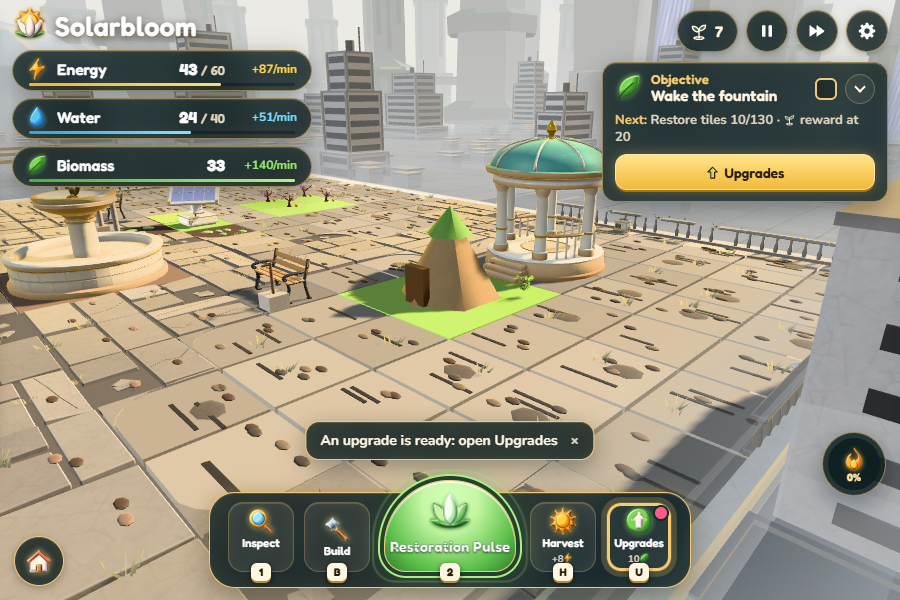 Solarbloom
Energy 43 / 60 +87/min
Water 24 / 40 +51/min
Biomass 33 +140/min
7
Objective
Wake the fountain
Next: Restore tiles 10/130 · reward at
20
Upgrades
An upgrade is ready: open Upgrades ×
0%
Inspect
1
Build
B
Restoration Pulse
2
Harvest
+8
H
Upgrades
10
U